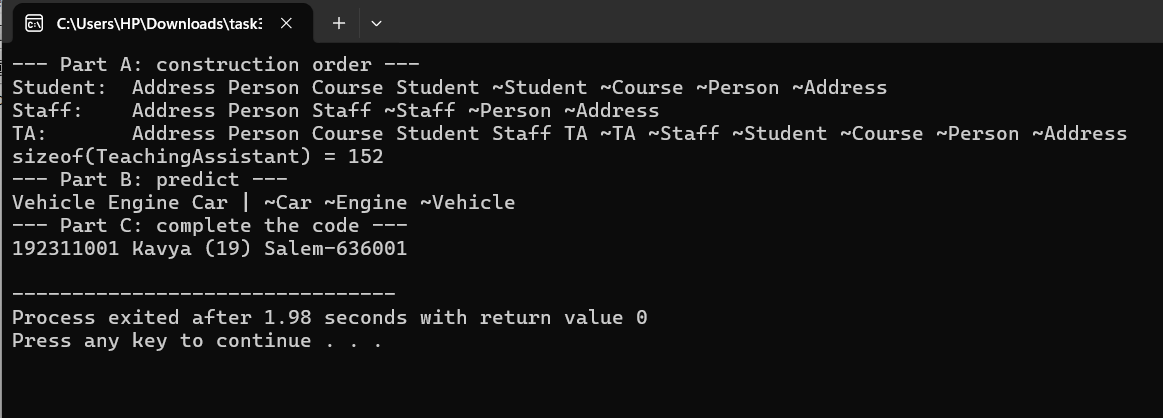 C:\Users\HP\Downloads\task3
--- Part A: construction order ---
Student:  Address Person Course Student ~Student ~Course ~Person ~Address
Staff:    Address Person Staff ~Staff ~Person ~Address
TA:       Address Person Course Student Staff TA ~TA ~Staff ~Student ~Course ~Person ~Address
sizeof(TeachingAssistant) = 152
--- Part B: predict ---
Vehicle Engine Car | ~Car ~Engine ~Vehicle
--- Part C: complete the code ---
192311001 Kavya (19) Salem-636001
--------------------------------
Process exited after 1.98 seconds with return value 0
Press any key to continue . . .